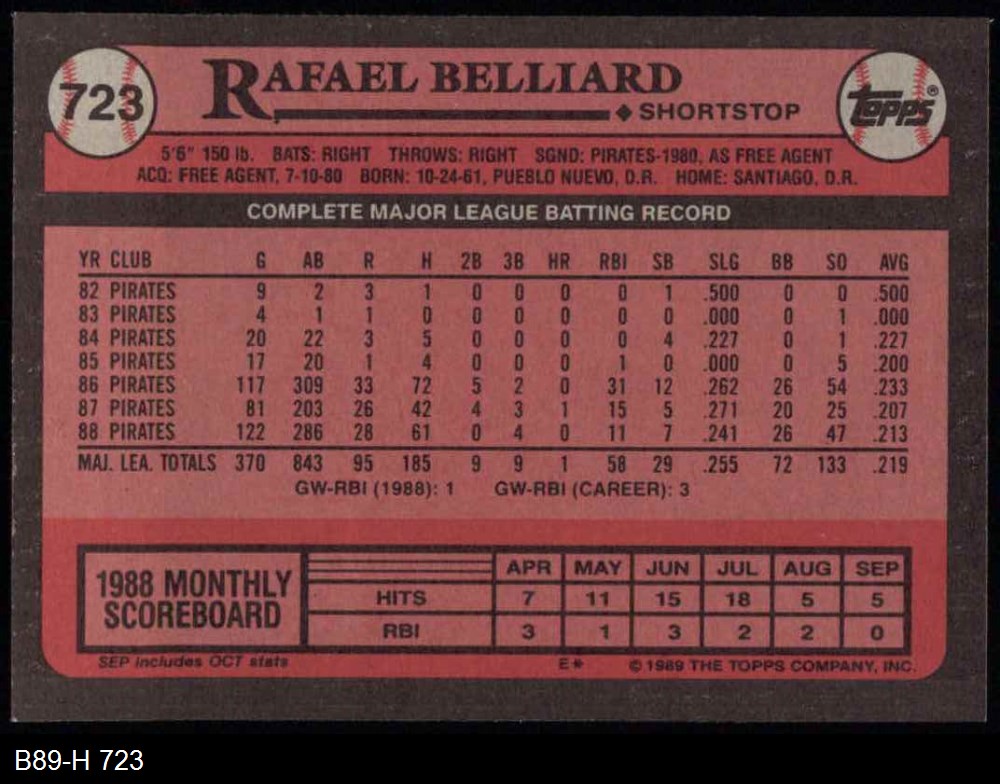 723
RAFAEL BELLIARD
◆ SHORTSTOP
TOPPS®
5'6" 150 lb. BATS: RIGHT THROWS: RIGHT SGND: PIRATES-1980, AS FREE AGENT
ACQ: FREE AGENT, 7-10-80 BORN: 10-24-61, PUEBLO NUEVO, D.R. HOME: SANTIAGO, D.R.
COMPLETE MAJOR LEAGUE BATTING RECORD
YR CLUB G AB R H 2B 3B HR RBI SB SLG BB SO AVG
82 PIRATES 9 2 3 1 0 0 0 0 1 .500 0 0 .500
83 PIRATES 4 1 1 0 0 0 0 0 0 .000 0 1 .000
84 PIRATES 20 22 3 5 0 0 0 0 4 .227 0 1 .227
85 PIRATES 17 20 1 4 0 0 0 1 0 .000 0 5 .200
86 PIRATES 117 309 33 72 5 2 0 31 12 .262 26 54 .233
87 PIRATES 81 203 26 42 4 3 1 15 5 .271 20 25 .207
88 PIRATES 122 286 28 61 0 4 0 11 7 .241 26 47 .213
MAJ. LEA. TOTALS 370 843 95 185 9 9 1 58 29 .255 72 133 .219
GW-RBI (1988): 1 GW-RBI (CAREER): 3
1988 MONTHLY
SCOREBOARD
APR MAY JUN JUL AUG SEP
HITS 7 11 15 18 5 5
RBI 3 1 3 2 2 0
SEP includes OCT stats
E* © 1989 THE TOPPS COMPANY, INC.
B89-H 723